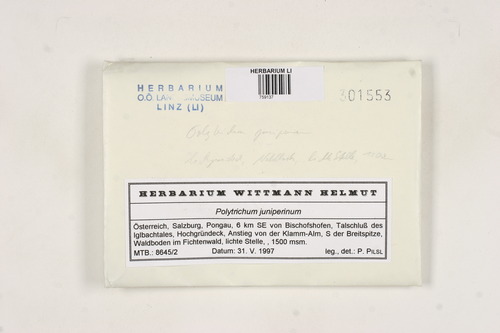 HERBARIUM LI
759137
HERBARIUM
O.Ö. LANDESMUSEUM
LINZ (LI)
301553
HERBARIUM WITTMANN HELMUT
Polytrichum juniperinum
Österreich, Salzburg, Pongau, 6 km SE von Bischofshofen, Talschluß des
Iglbachtales, Hochgründeck, Anstieg von der Klamm-Alm, S der Breitspitze,
Waldboden im Fichtenwald, lichte Stelle, , 1500 msm.
MTB.: 8645/2 Datum: 31. V. 1997 leg., det.: P. PILSL